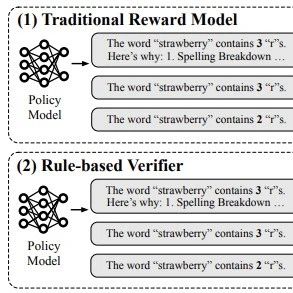 (1) Traditional Reward Model
The word “strawberry” contains 3 “r”s.
Here’s why: 1. Spelling Breakdown …
The word “strawberry” contains 3 “r”s.
The word “strawberry” contains 2 “r”s.
Policy
Model
(2) Rule-based Verifier
The word “strawberry” contains 3 “r”s.
Here’s why: 1. Spelling Breakdown …
The word “strawberry” contains 3 “r”s.
The word “strawberry” contains 2 “r”s.
Policy
Model